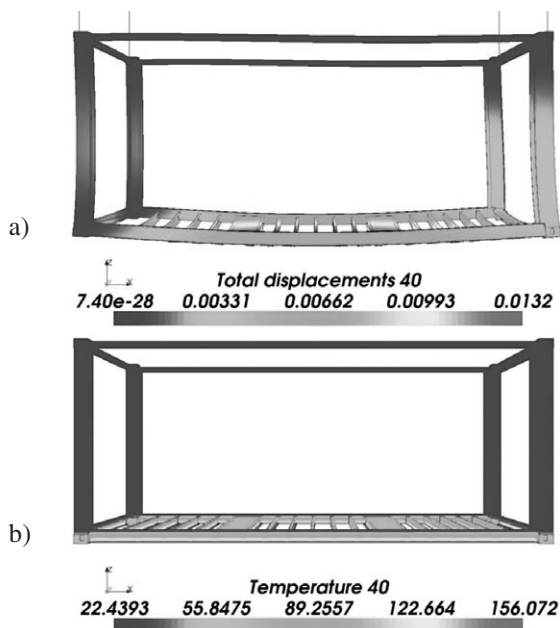 a)
z
x
Total displacements 40
7.40e-28 0.00331 0.00662 0.00993 0.0132
b)
z
x
Temperature 40
22.4393 55.8475 89.2557 122.664 156.072